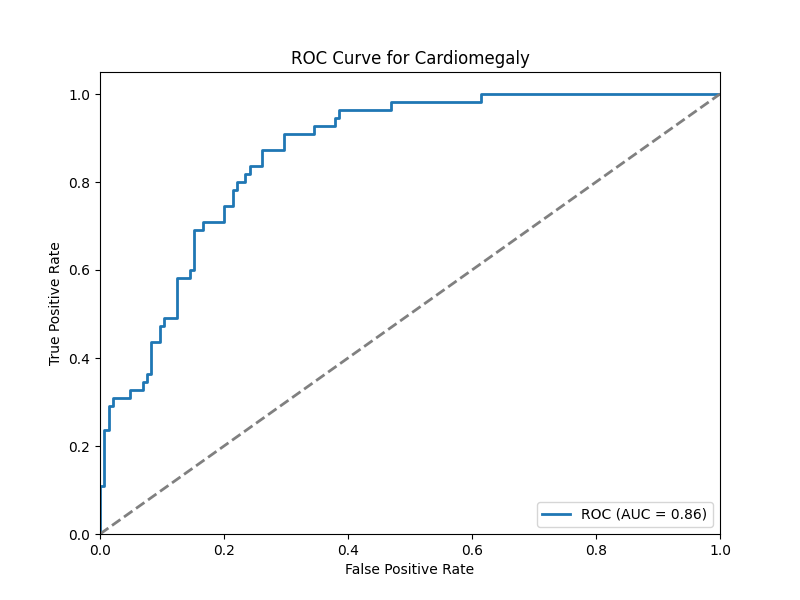 ROC Curve for Cardiomegaly
True Positive Rate
1.0
0.8
0.6
0.4
0.2
0.0
0.0 0.2 0.4 0.6 0.8 1.0
False Positive Rate
ROC (AUC = 0.86)